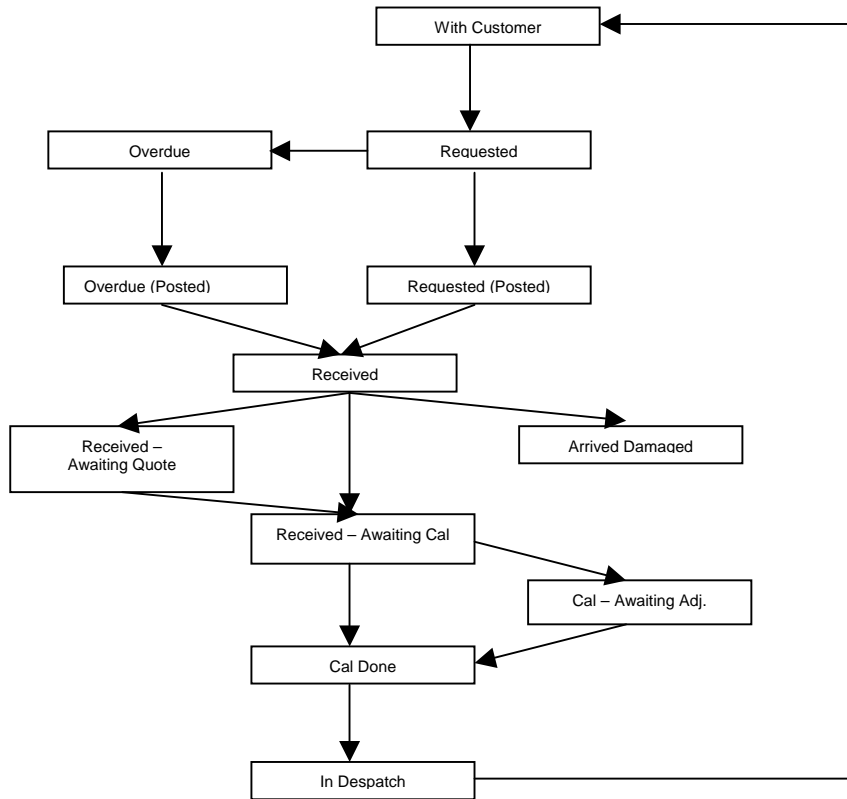 With Customer
Overdue
Requested
Overdue (Posted)
Requested (Posted)
Received
Received –
Awaiting Quote
Arrived Damaged
Received – Awaiting Cal
Cal – Awaiting Adj.
Cal Done
In Despatch